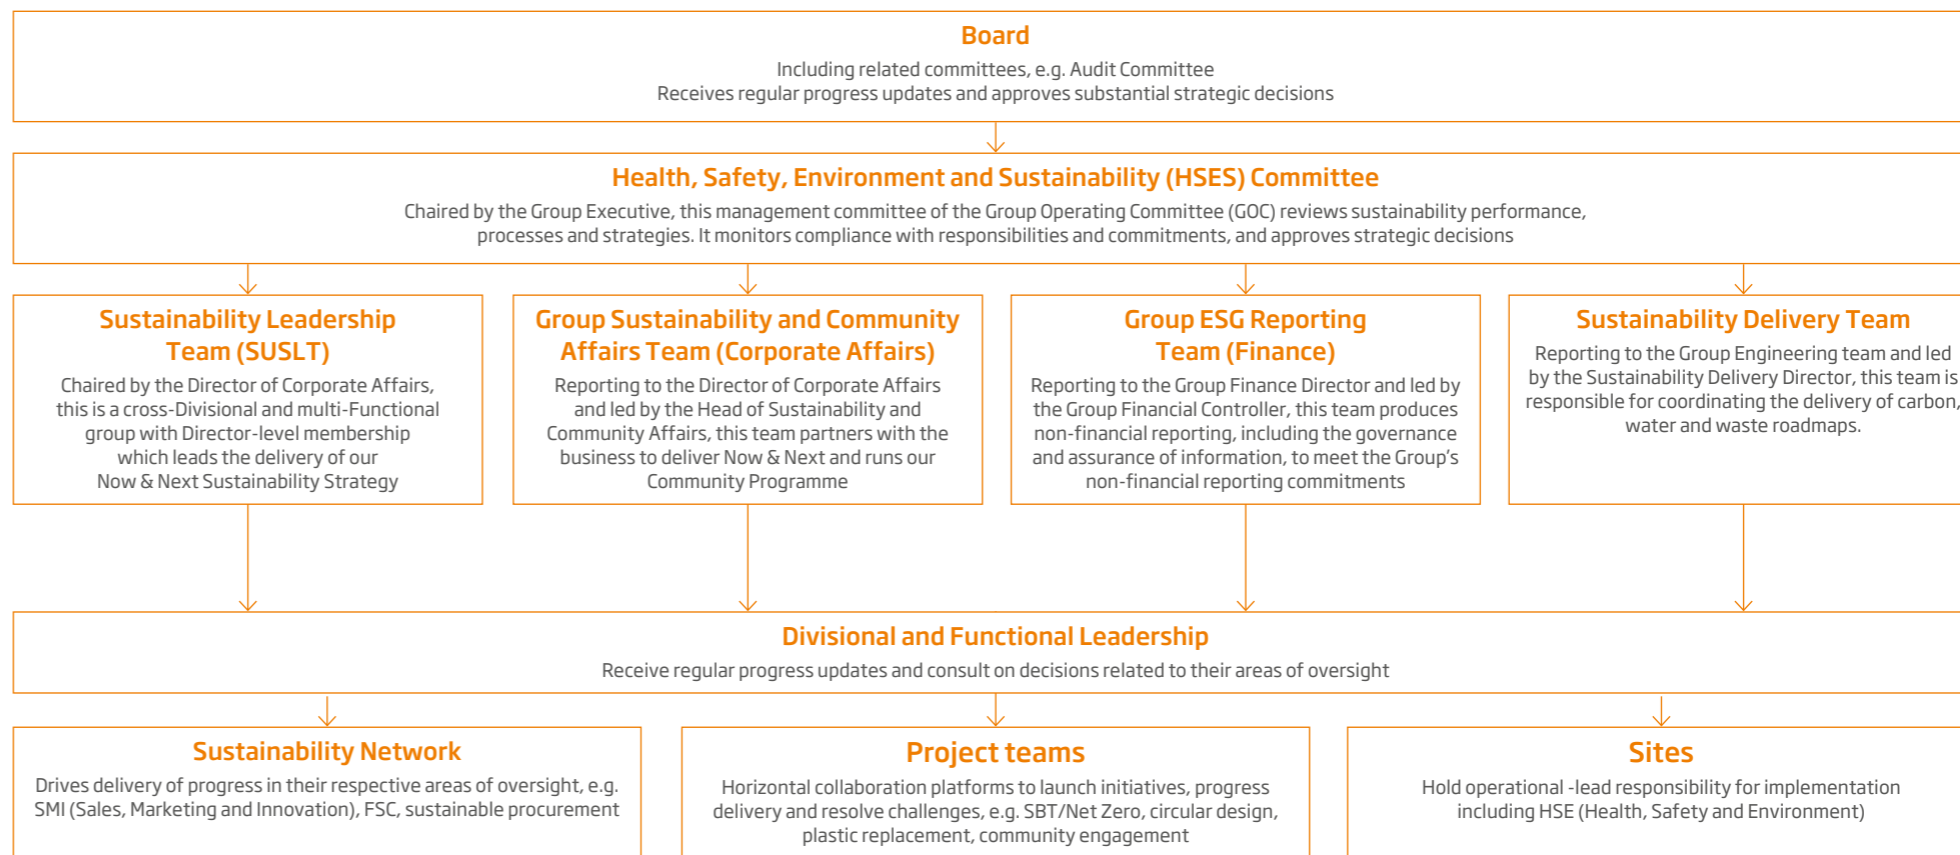 Board
Including related committees, e.g. Audit Committee
Receives regular progress updates and approves substantial strategic decisions
Health, Safety, Environment and Sustainability (HSES) Committee
Chaired by the Group Executive, this management committee of the Group Operating Committee (GOC) reviews sustainability performance,
processes and strategies. It monitors compliance with responsibilities and commitments, and approves strategic decisions
Sustainability Leadership
Team (SUSLT)
Chaired by the Director of Corporate Affairs,
this is a cross-Divisional and multi-Functional
group with Director-level membership
which leads the delivery of our
Now & Next Sustainability Strategy
Group Sustainability and Community
Affairs Team (Corporate Affairs)
Reporting to the Director of Corporate Affairs
and led by the Head of Sustainability and
Community Affairs, this team partners with the
business to deliver Now & Next and runs our
Community Programme
Group ESG Reporting
Team (Finance)
Reporting to the Group Finance Director and led by
the Group Financial Controller, this team produces
non-financial reporting, including the governance
and assurance of information, to meet the Group's
non-financial reporting commitments
Sustainability Delivery Team
Reporting to the Group Engineering team and led
by the Sustainability Delivery Director, this team is
responsible for coordinating the delivery of carbon,
water and waste roadmaps.
Divisional and Functional Leadership
Receive regular progress updates and consult on decisions related to their areas of oversight
Sustainability Network
Drives delivery of progress in their respective areas of oversight, e.g.
SMI (Sales, Marketing and Innovation), FSC, sustainable procurement
Project teams
Horizontal collaboration platforms to launch initiatives, progress
delivery and resolve challenges, e.g. SBT/Net Zero, circular design,
plastic replacement, community engagement
Sites
Hold operational -lead responsibility for implementation
including HSE (Health, Safety and Environment)